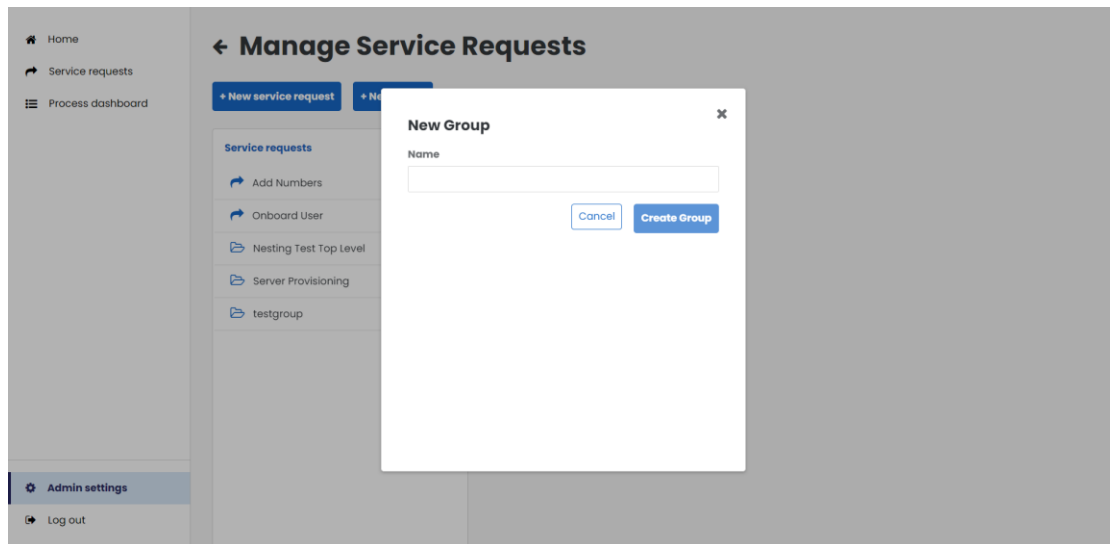 Home
Service requests
Process dashboard
Admin settings
Log out
Manage Service Requests
+ New service request
Service requests
Add Numbers
Onboard User
Nesting Test Top Level
Server Provisioning
testgroup
New Group
Name
Cancel
Create Group